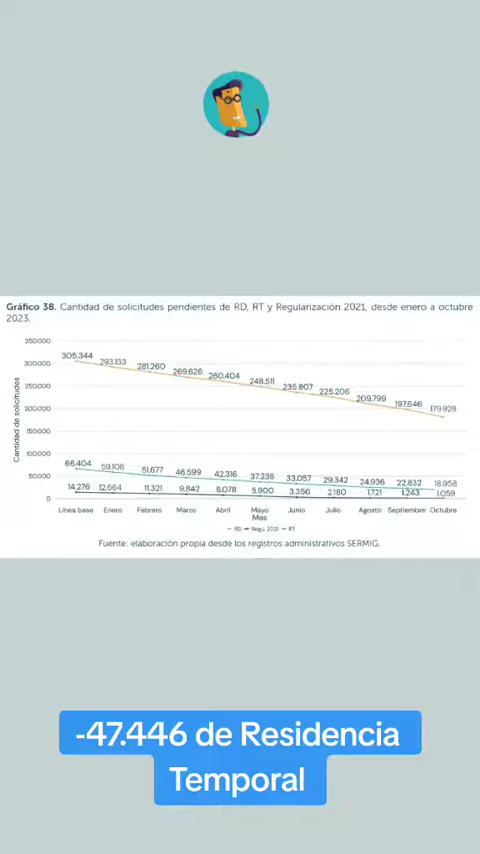 Gráfico 38. Cantidad de solicitudes pendientes de RD, RT y Regularización 2021, desde enero a octubre
2023.
350.000
300.000
250.000
200.000
150.000
100.000
50.000
0
Cantidad de solicitudes
305.344 293.133 281.260 269.626 260.404 248.511 235.807 225.206 209.799 197.646 179.928
66.404 59.106 51.677 46.599 42.316 37.236 33.057 29.342 24.936 22.832 18.958
14.276 12.664 11.321 9.842 8.078 5.900 3.356 2.180 1.721 1.243 1.059
Línea base Enero Febrero Marzo Abril Mayo Junio Julio Agosto Septiembre Octubre
Mes
RD Regu. 2021 RT
Fuente: elaboración propia desde los registros administrativos SERMIG.
-47.446 de Residencia
Temporal